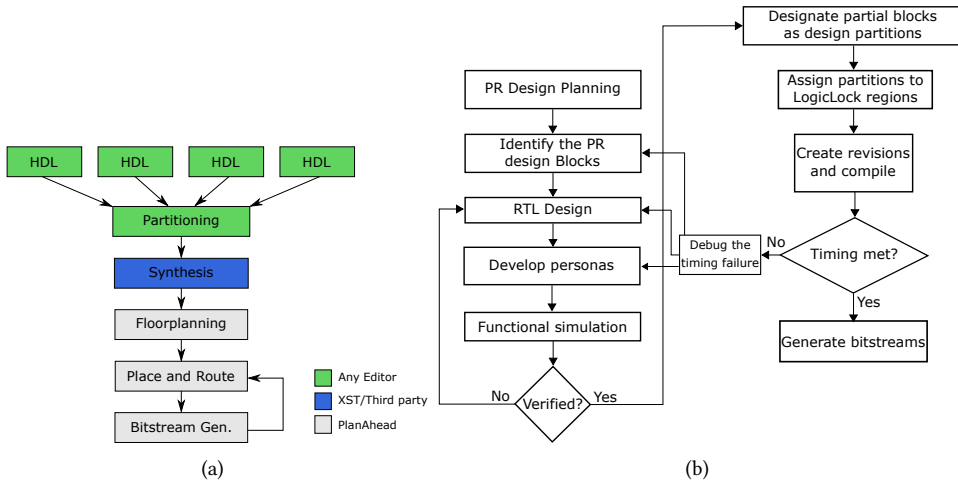 HDL
HDL
HDL
HDL
Partitioning
Synthesis
Floorplanning
Place and Route
Bitstream Gen.
Any Editor
XST/Third party
PlanAhead
(a)
PR Design Planning
Identify the PR
design Blocks
RTL Design
Develop personas
Functional simulation
Verified?
No
Yes
Designate partial blocks
as design partitions
Assign partitions to
LogicLock regions
Create revisions
and compile
Timing met?
No
Debug the
timing failure
Yes
Generate bitstreams
(b)